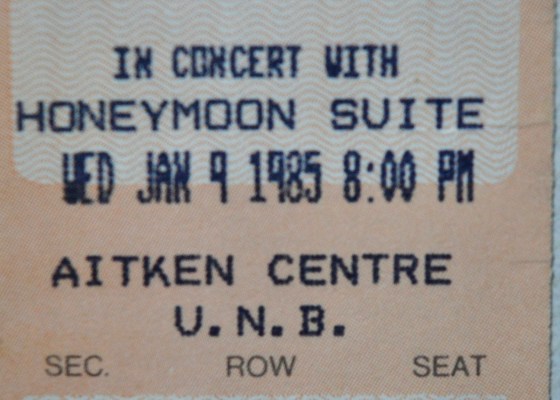 IN CONCERT WITH
HONEYMOON SUITE
WED JAN 9 1985 8:00 PM
AITKEN CENTRE
U.N.B.
SEC. ROW SEAT